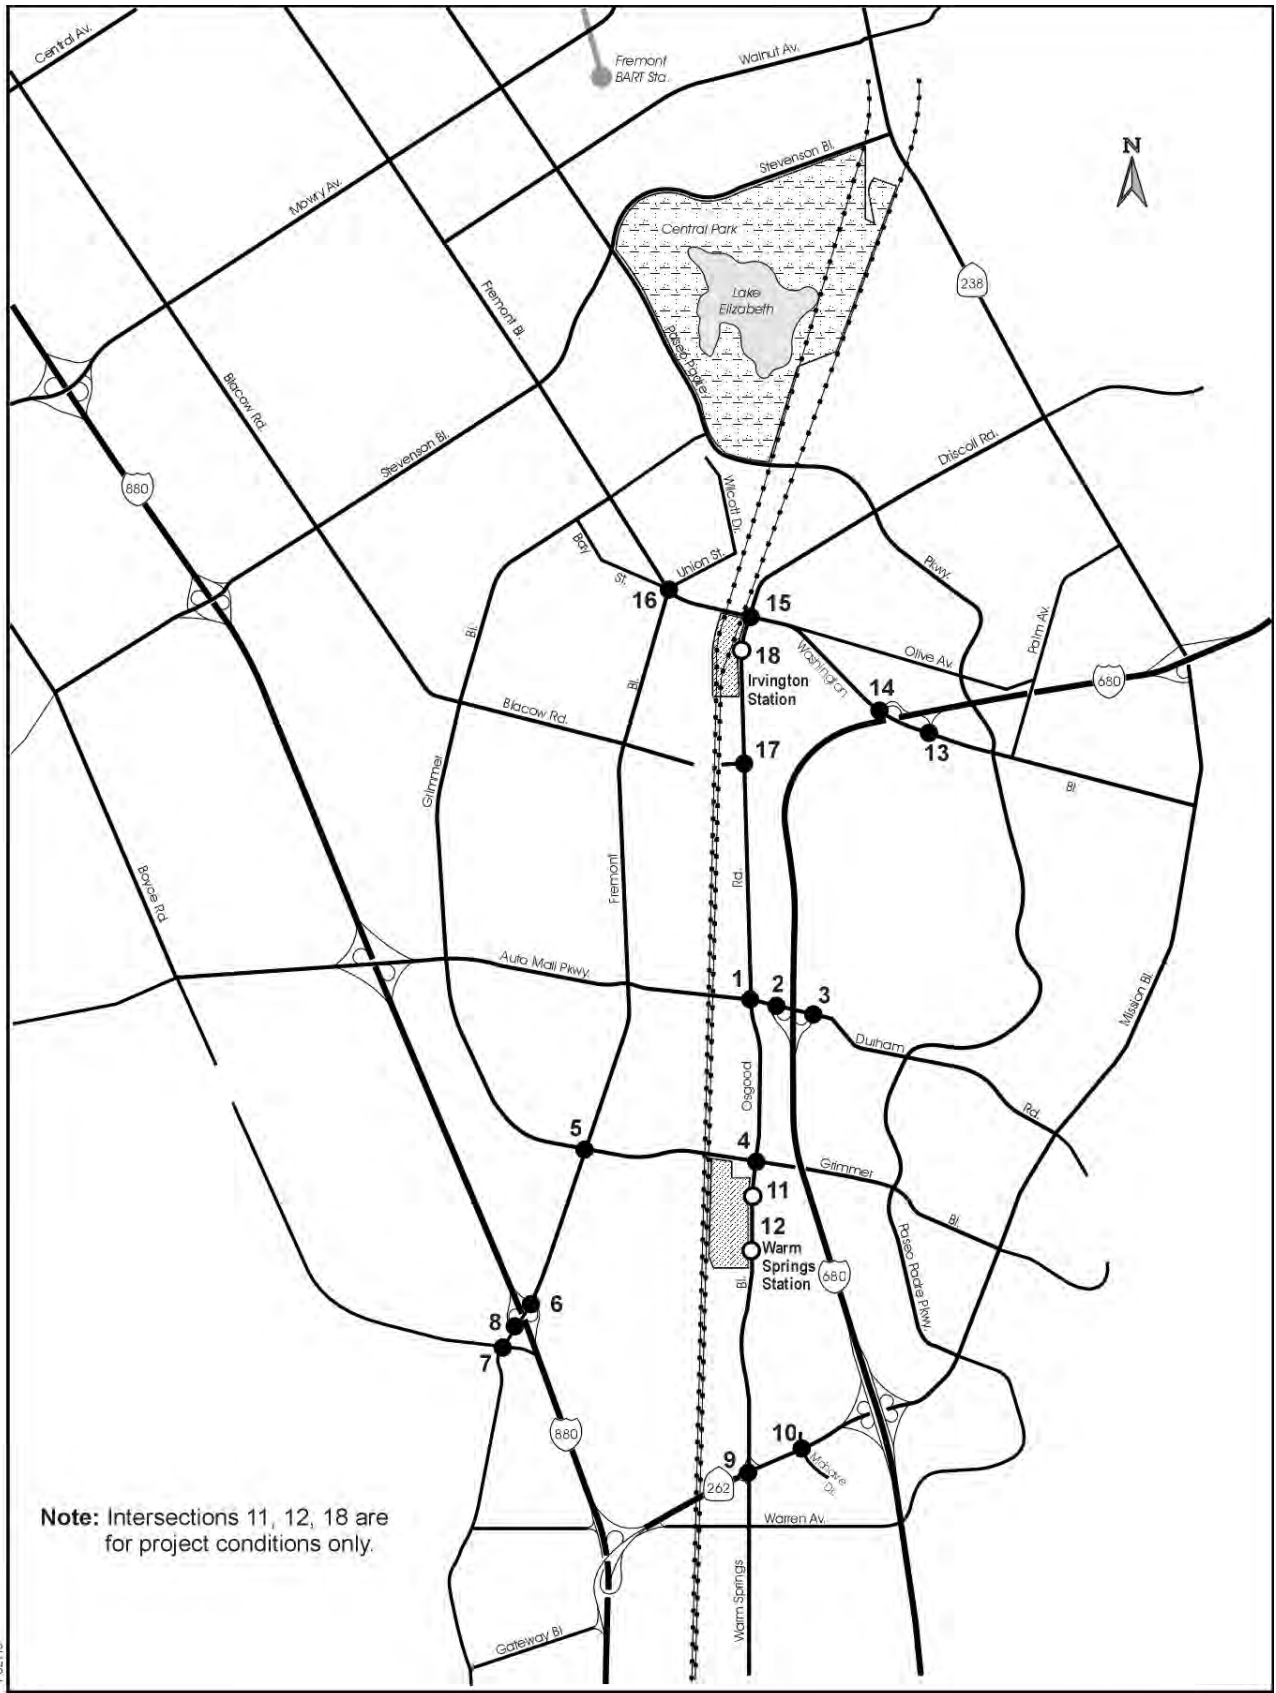 Central Av.
Fremont
BART Sta.
Walnut Av.
N
Stevenson Bl.
Mowry Av.
Central Park
238
Lake
Elizabeth
Fremont Bl.
Paseo Padre
Blacow Rd.
Driscoll Rd.
Stevenson Bl.
880
Wilcott Dr.
Bay
St.
Union St.
Pkwy.
16
15
Bl.
Palm Av.
18
Washington
Olive Av.
Irvington
Station
680
14
Bl.
Blacow Rd.
17
13
Grimmer
Bl.
Boyce Rd.
Fremont
Rd.
Auto Mall Pkwy.
1
2
3
Mission Bl.
Durham
Osgood
Rd.
5
4
Grimmer
11
12
Bl.
Warm
Springs
Station
Bl.
680
Paseo Padre Pkwy.
6
8
7
880
10
9
Mohave
Dr.
262
Note: Intersections 11, 12, 18 are
for project conditions only.
Warren Av.
Warm Springs
Gateway Bl